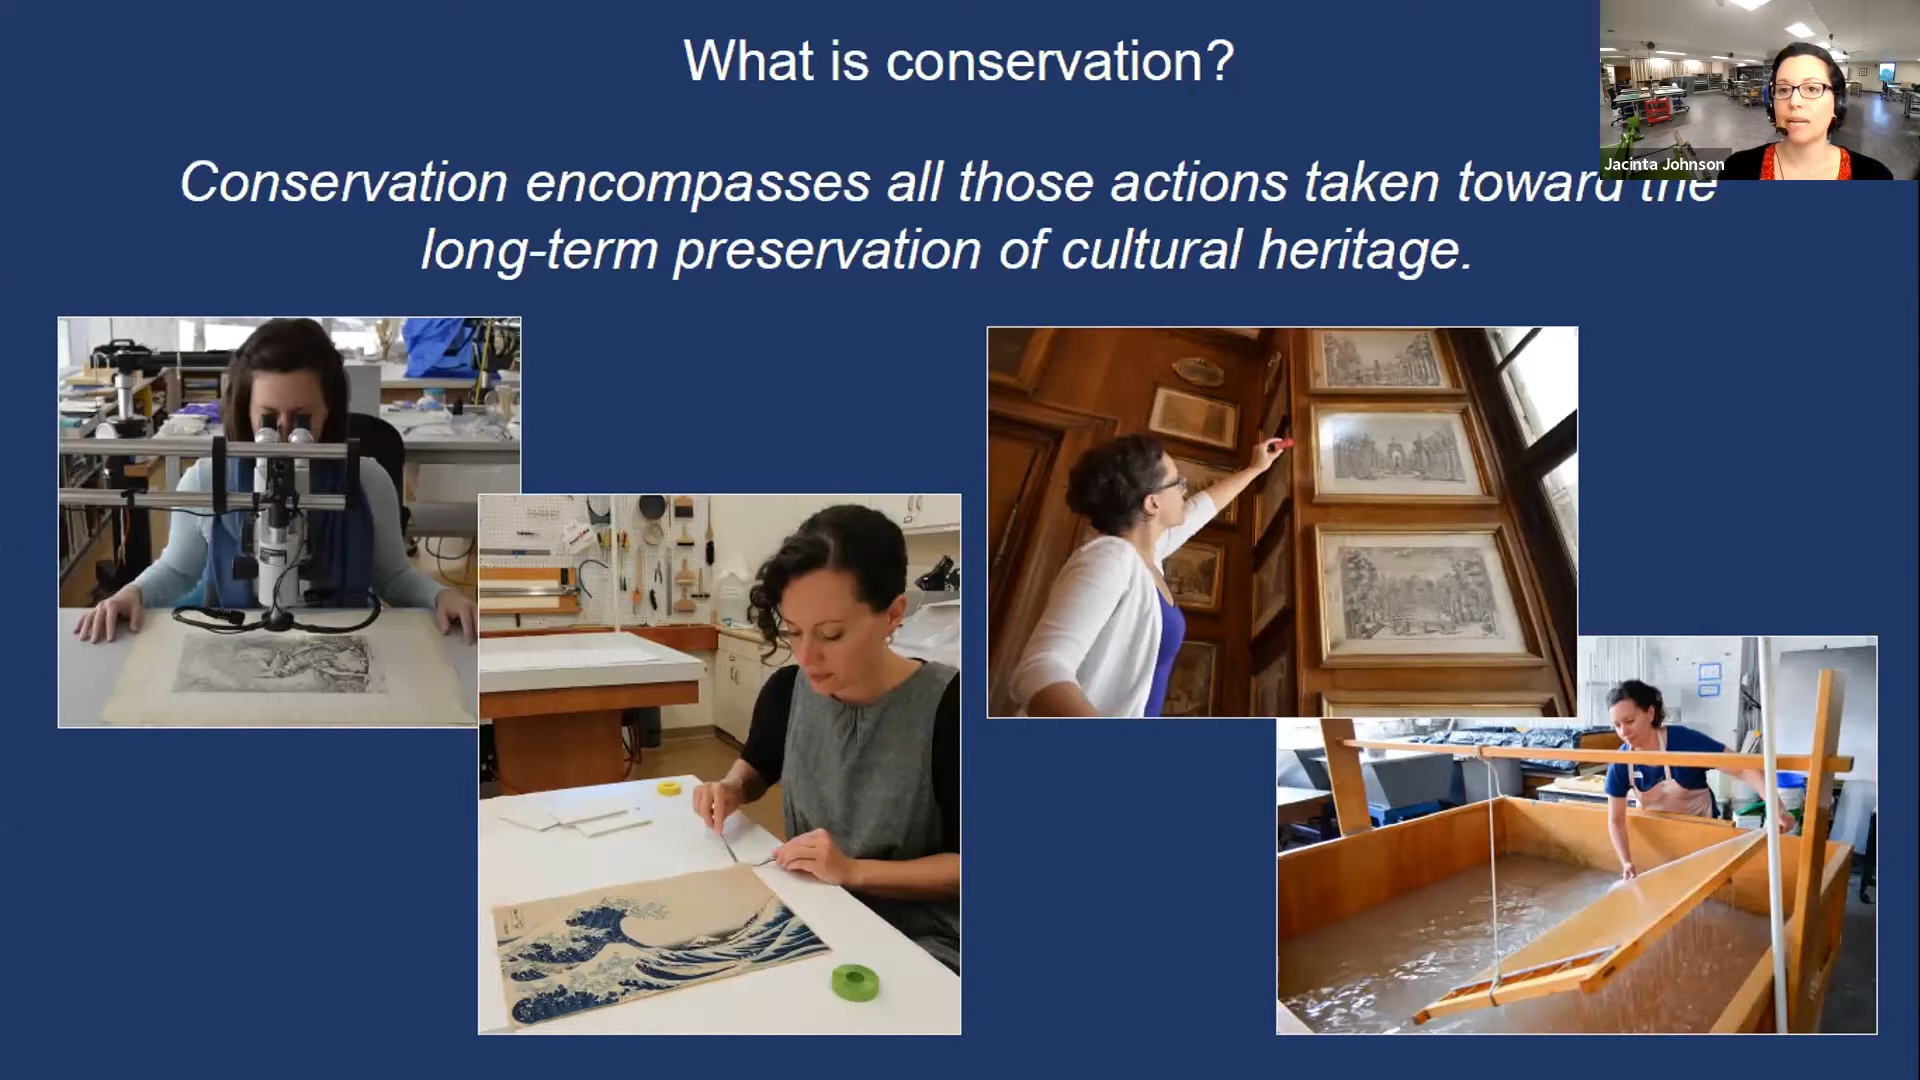 What is conservation?
Jacinta Johnson
Conservation encompasses all those actions taken toward the
long-term preservation of cultural heritage.